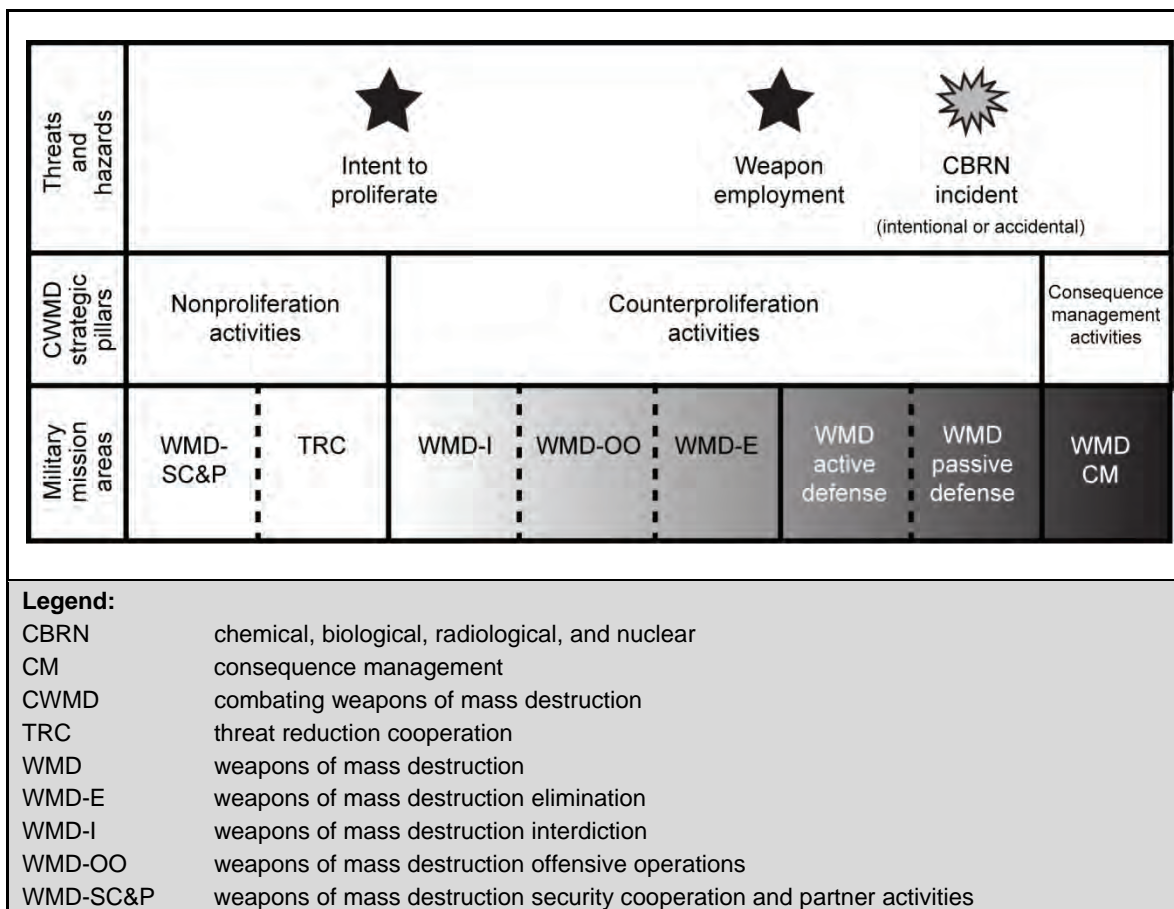 Threats
and
hazards
Intent to
proliferate
Weapon
employment
CBRN
incident
(intentional or accidental)
CWMD
strategic
pillars
Nonproliferation
activities
Counterproliferation
activities
Consequence
management
activities
Military
mission
areas
WMD-
SC&P
TRC
WMD-I
WMD-OO
WMD-E
WMD
active
defense
WMD
passive
defense
WMD
CM
Legend:
CBRN chemical, biological, radiological, and nuclear
CM consequence management
CWMD combating weapons of mass destruction
TRC threat reduction cooperation
WMD weapons of mass destruction
WMD-E weapons of mass destruction elimination
WMD-I weapons of mass destruction interdiction
WMD-OO weapons of mass destruction offensive operations
WMD-SC&P weapons of mass destruction security cooperation and partner activities